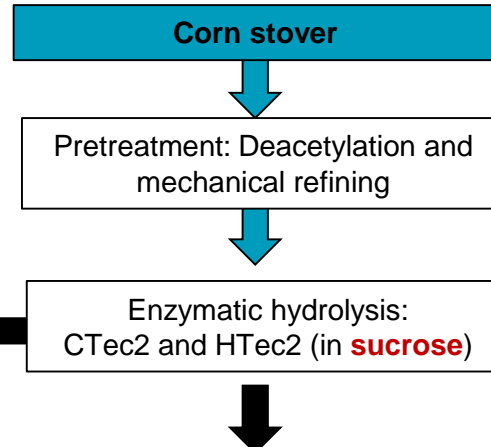 Corn stover
Pretreatment: Deacetylation and
mechanical refining
Enzymatic hydrolysis:
CTec2 and HTec2 (in sucrose)